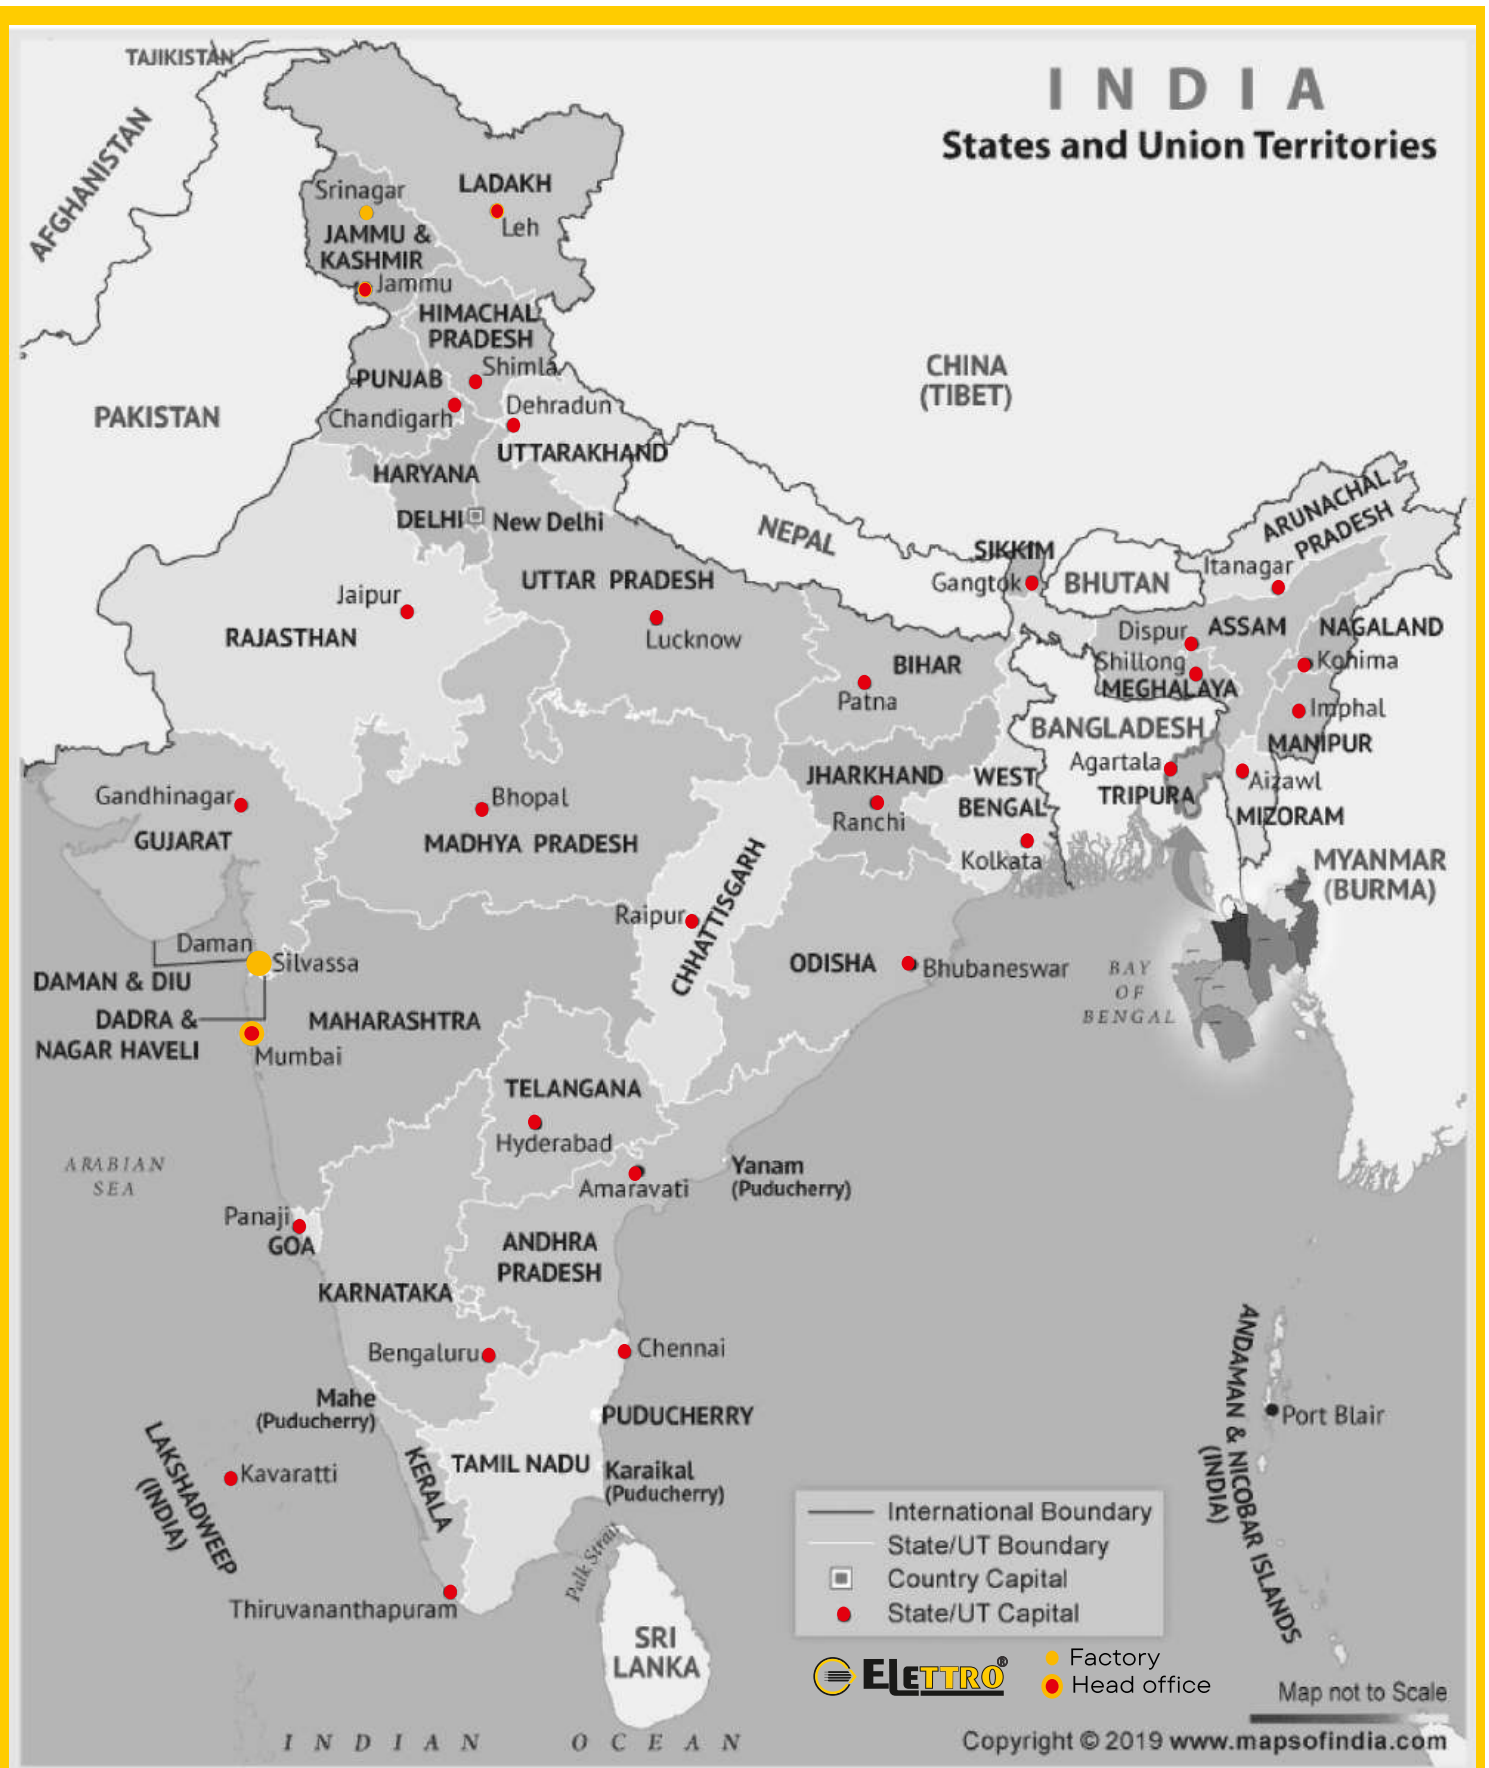 INDIA
States and Union Territories
TAJIKISTAN
AFGHANISTAN
PAKISTAN
CHINA
(TIBET)
LADAKH
Leh
Srinagar
JAMMU &
KASHMIR
Jammu
HIMACHAL
PRADESH
Shimla
PUNJAB
Chandigarh
Dehradun
UTTARAKHAND
HARYANA
DELHI
New Delhi
NEPAL
SIKKIM
Gangtok
BHUTAN
ARUNACHAL
PRADESH
Itanagar
UTTAR PRADESH
Lucknow
Jaipur
RAJASTHAN
BIHAR
Patna
Dispur
ASSAM
NAGALAND
Shillong
MEGHALAYA
Kohima
Imphal
MANIPUR
BANGLADESH
Agartala
TRIPURA
Aizawl
MIZORAM
MYANMAR
(BURMA)
JHARKHAND
Ranchi
WEST
BENGAL
Kolkata
Gandhinagar
GUJARAT
Bhopal
MADHYA PRADESH
CHHATTISGARH
Raipur
ODISHA
Bhubaneswar
BAY
OF
BENGAL
Daman
Silvassa
DAMAN & DIU
DADRA &
NAGAR HAVELI
MAHARASHTRA
Mumbai
TELANGANA
Hyderabad
ARABIAN
SEA
Amaravati
Yanam
(Puducherry)
Panaji
GOA
ANDHRA
PRADESH
KARNATAKA
Bengaluru
Chennai
Mahe
(Puducherry)
PUDUCHERRY
LAKSHADWEEP
(INDIA)
Kavaratti
KERALA
TAMIL NADU
Karaikal
(Puducherry)
Thiruvananthapuram
Palk Strait
SRI
LANKA
ANDAMAN & NICOBAR ISLANDS
(INDIA)
Port Blair
International Boundary
State/UT Boundary
Country Capital
State/UT Capital
ELETTRO®
Factory
Head office
Map not to Scale
INDIAN OCEAN
Copyright © 2019 www.mapsofindia.com